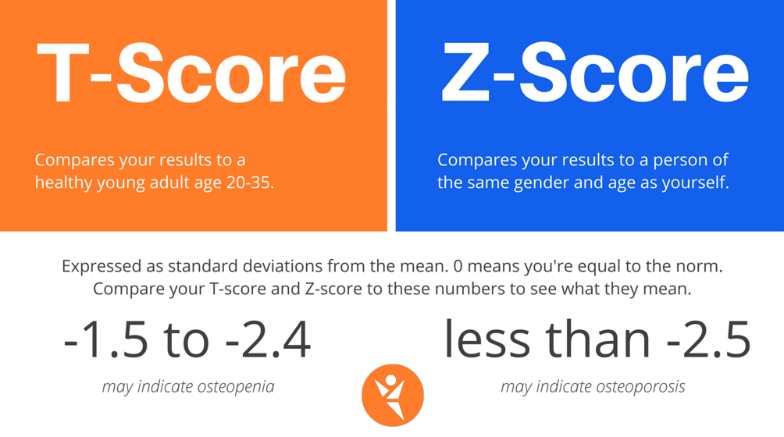 T-Score
Compares your results to a
healthy young adult age 20-35.
Z-Score
Compares your results to a person of
the same gender and age as yourself.
Expressed as standard deviations from the mean. 0 means you're equal to the norm.
Compare your T-score and Z-score to these numbers to see what they mean.
-1.5 to -2.4
may indicate osteopenia
less than -2.5
may indicate osteoporosis